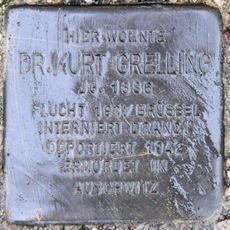 HIER WOHNTE
DR. KURT GRELLING
JG. 1886
FLUCHT 1937 BRÜSSEL
INTERNIERT DRANCY
DEPORTIERT 1942
ERMORDET IN
AUSCHWITZ